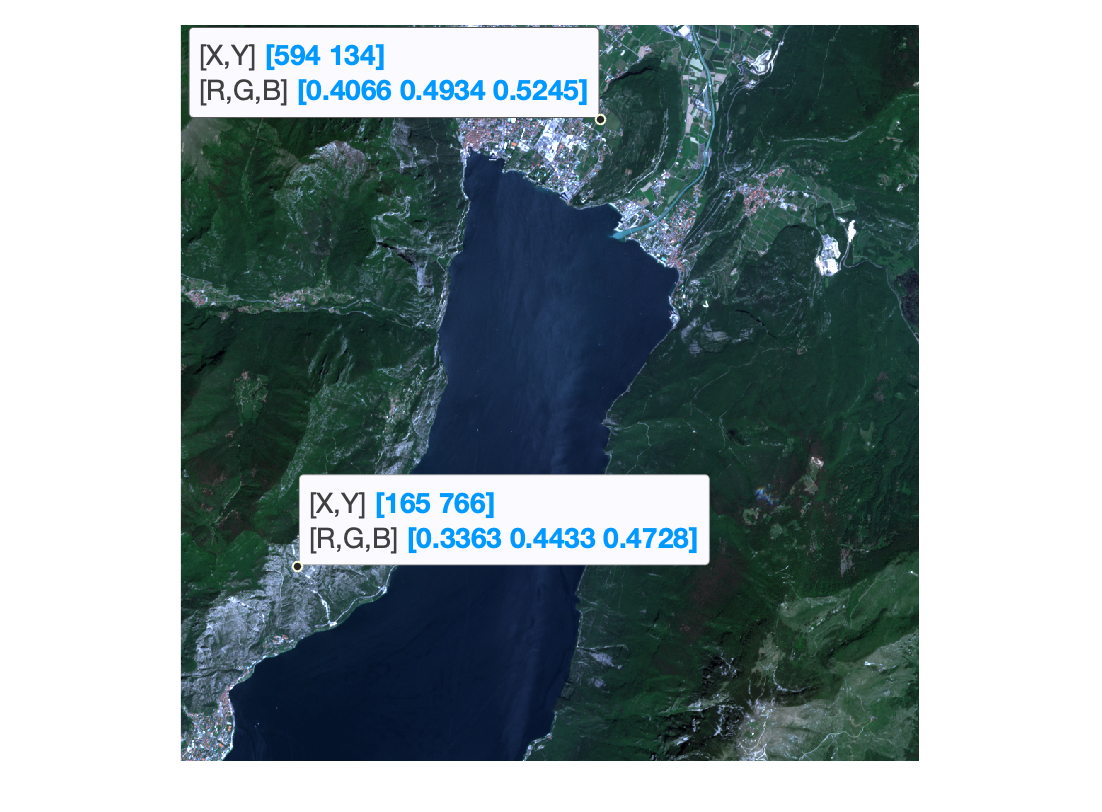 [X,Y] [594 134]
[R,G,B] [0.4066 0.4934 0.5245]
[X,Y] [165 766]
[R,G,B] [0.3363 0.4433 0.4728]